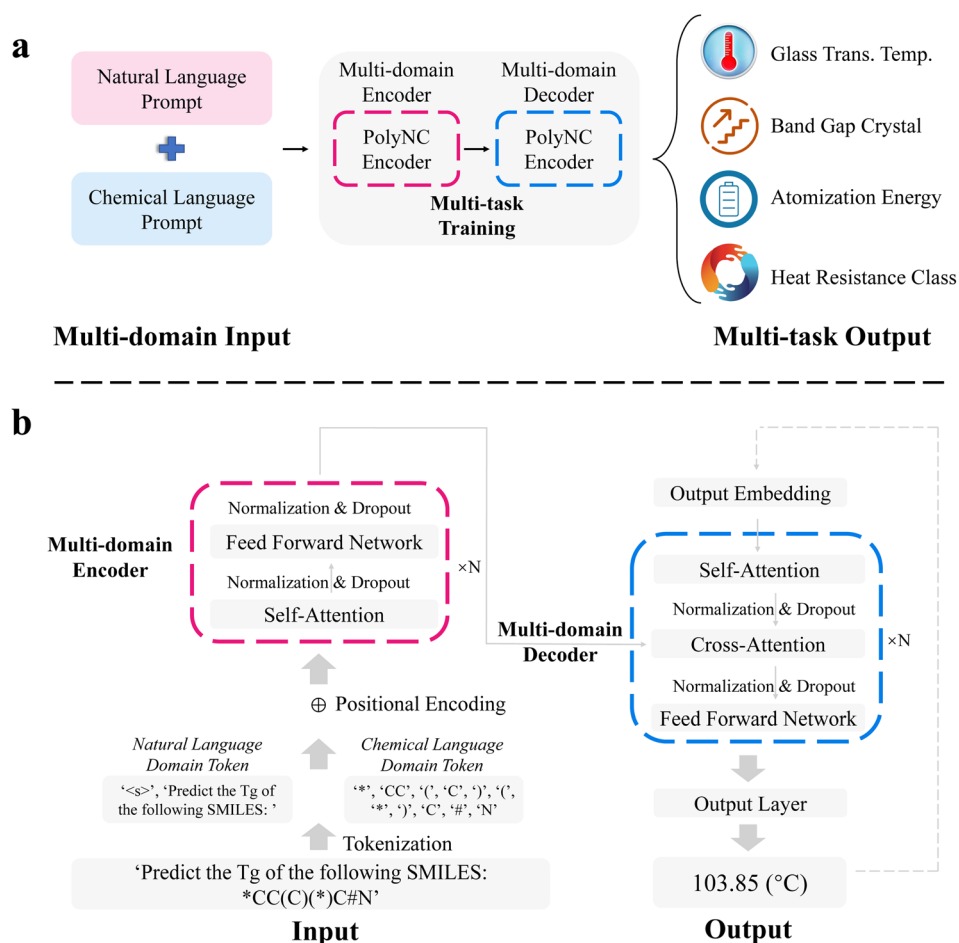 a
Natural Language
Prompt
Chemical Language
Prompt
Multi-domain
Encoder
Multi-domain
Decoder
PolyNC
Encoder
PolyNC
Encoder
Multi-task
Training
Glass Trans. Temp.
Band Gap Crystal
Atomization Energy
Heat Resistance Class
Multi-domain Input
Multi-task Output
b
Multi-domain
Encoder
Normalization & Dropout
Feed Forward Network
Normalization & Dropout
Self-Attention
×N
⊕ Positional Encoding
Natural Language
Domain Token
Chemical Language
Domain Token
‘<s>’, ‘Predict the Tg of
the following SMILES: ’
‘*’, ‘CC’, ‘(’, ‘C’, ‘)’, ‘(’,
‘*’, ‘)’, ‘C’, ‘#’, ‘N’
Tokenization
‘Predict the Tg of the following SMILES:
*CC(C)(*)C#N’
Input
Output Embedding
Multi-domain
Decoder
Self-Attention
Normalization & Dropout
Cross-Attention
Normalization & Dropout
Feed Forward Network
×N
Output Layer
103.85 (°C)
Output